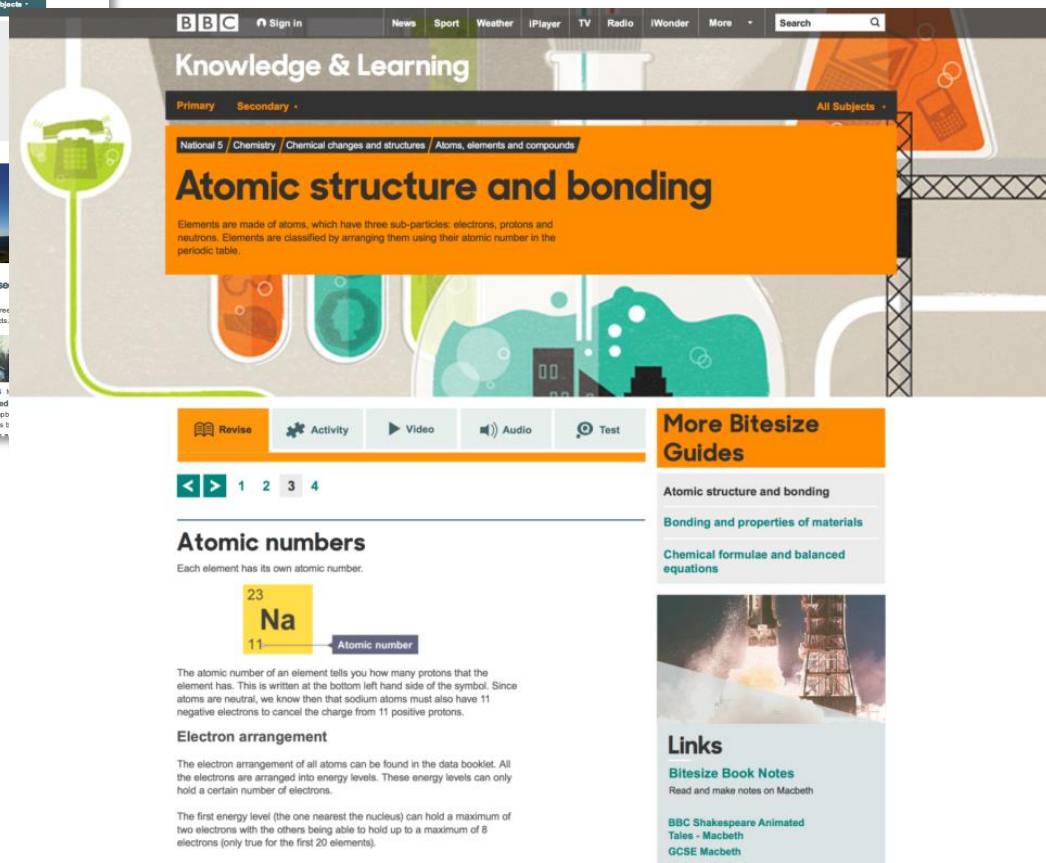 bjects
BBC Sign in News Sport Weather iPlayer TV Radio iWonder More Search
Knowledge & Learning
Primary Secondary All Subjects
National 5 / Chemistry / Chemical changes and structures / Atoms, elements and compounds
Atomic structure and bonding
Elements are made of atoms, which have three sub-particles: electrons, protons and
neutrons. Elements are classified by arranging them using their atomic number in the
periodic table.
Revise Activity Video Audio Test
< > 1 2 3 4
Atomic numbers
Each element has its own atomic number.
23
Na
11 Atomic number
The atomic number of an element tells you how many protons that the
element has. This is written at the bottom left hand side of the symbol. Since
atoms are neutral, we know then that sodium atoms must also have 11
negative electrons to cancel the charge from 11 positive protons.
Electron arrangement
The electron arrangement of all atoms can be found in the data booklet. All
the electrons are arranged into energy levels. These energy levels can only
hold a certain number of electrons.
The first energy level (the one nearest the nucleus) can hold a maximum of
two electrons with the others being able to hold up to a maximum of 8
electrons (only true for the first 20 elements).
More Bitesize
Guides
Atomic structure and bonding
Bonding and properties of materials
Chemical formulae and balanced
equations
Links
Bitesize Book Notes
Read and make notes on Macbeth
BBC Shakespeare Animated
Tales - Macbeth
GCSE Macbeth